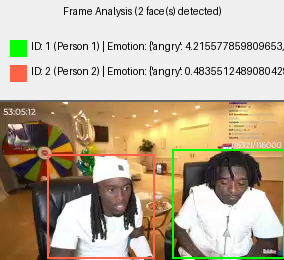 Frame Analysis (2 face(s) detected)
ID: 1 (Person 1) | Emotion: {'angry': 4.215577859809653,
ID: 2 (Person 2) | Emotion: {'angry': 0.483551248908042
53:05:12
/116000